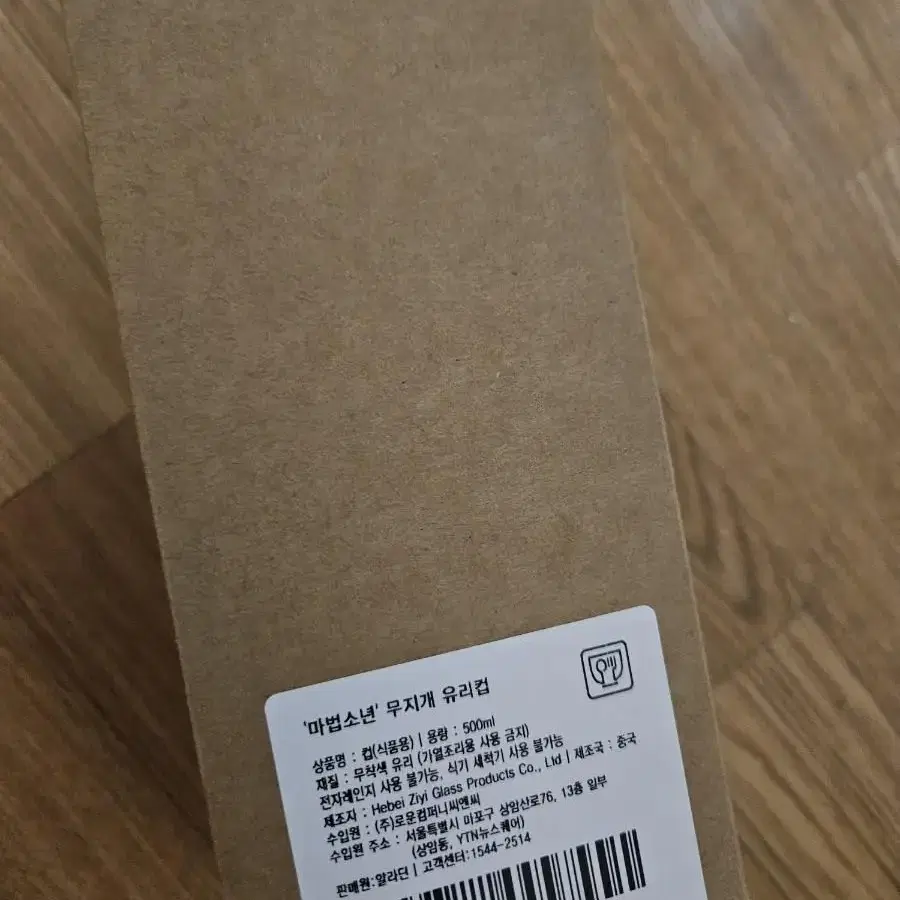 '마법소년' 무지개 유리컵
상품명 : 컵(식품용) | 용량 : 500ml
재질 : 무착색 유리 (가열조리용 사용 금지)
전자레인지 사용 불가능, 식기 세척기 사용 불가능
제조자 : Hebei Ziyi Glass Products Co., Ltd | 제조국 : 중국
수입원 : (주)로운컴퍼니씨앤씨
수입원 주소 : 서울특별시 마포구 상암산로76, 13층 일부
(상암동, YTN뉴스퀘어)
판매원:알라딘 | 고객센터:1544-2514